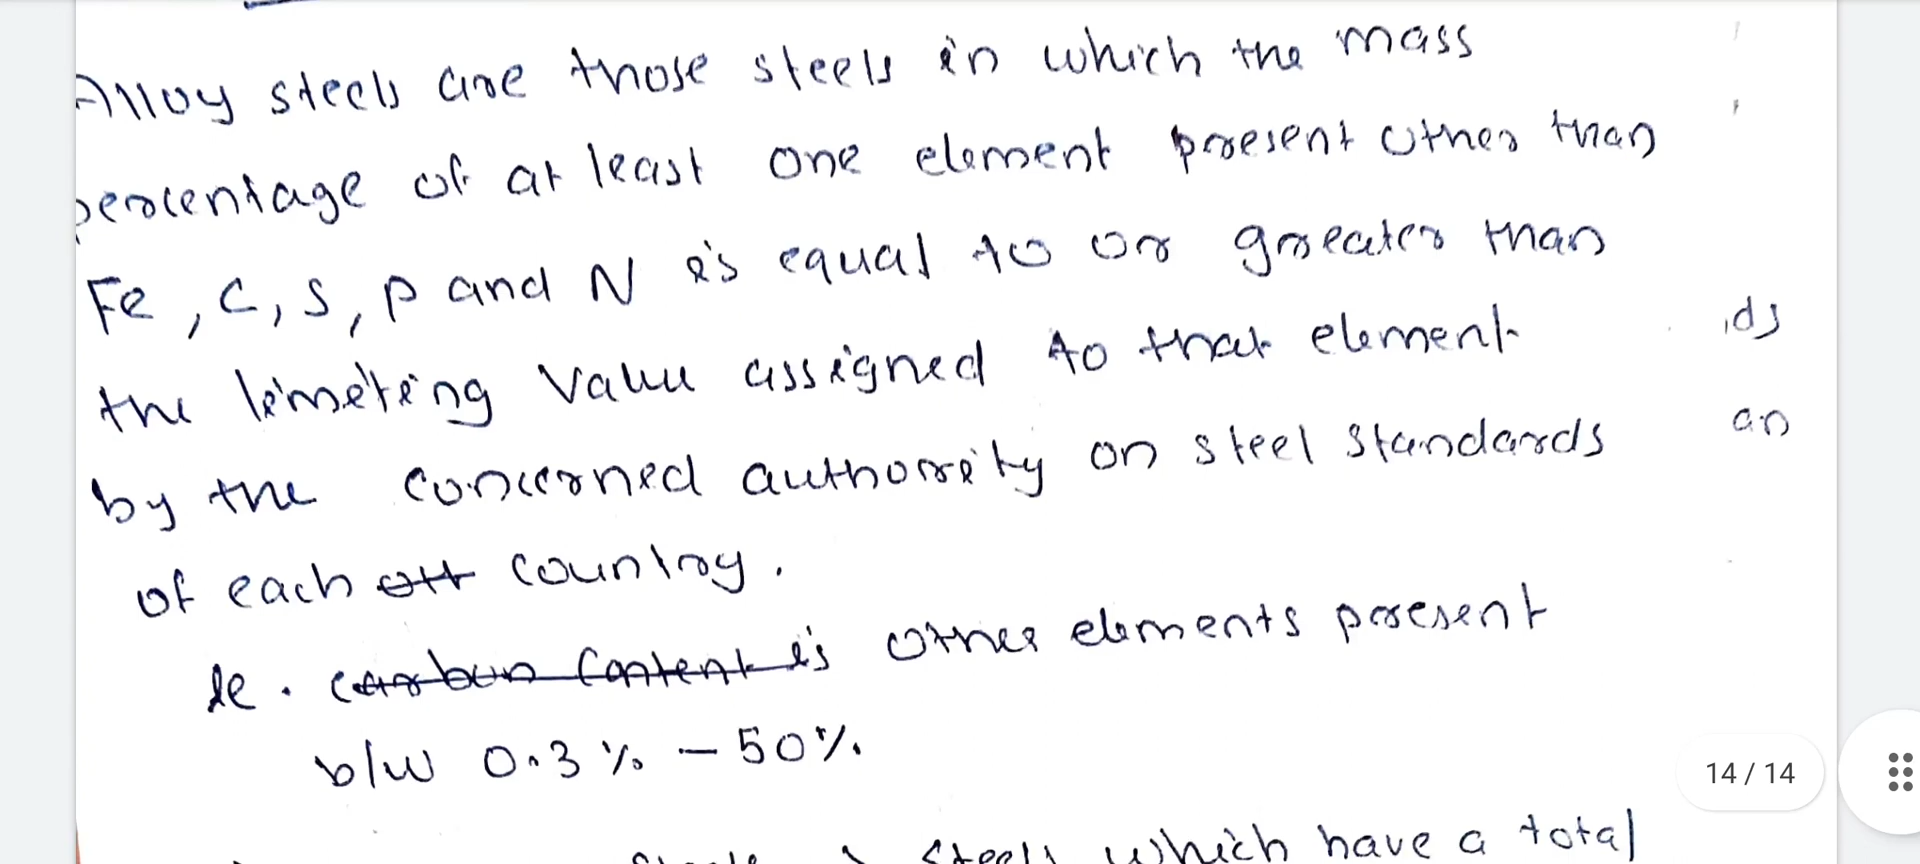 Alloy steels are those steels in which the mass
percentage of at least one element present other than
Fe, C, S, P and N is equal to or greater than
the limiting value assigned to that element
ds
by the concerned authority on steel standards
an
of each ott country.
ie. carbon content is other elements present
b/w 0.3% - 50%.
14 / 14
steels which have a total